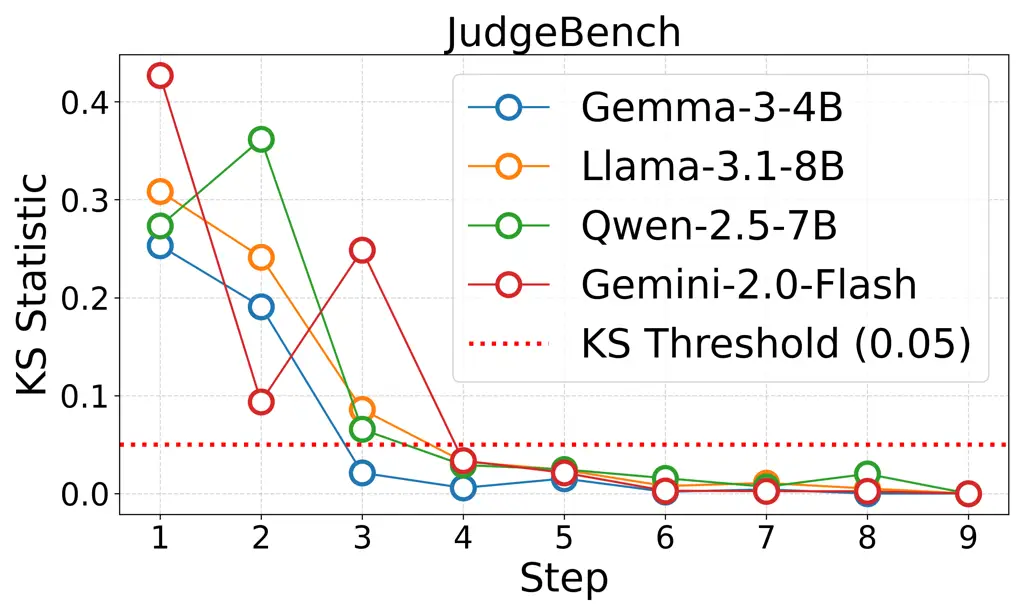 JudgeBench
KS Statistic
0.4
0.3
0.2
0.1
0.0
Gemma-3-4B
Llama-3.1-8B
Qwen-2.5-7B
Gemini-2.0-Flash
KS Threshold (0.05)
1 2 3 4 5 6 7 8 9
Step